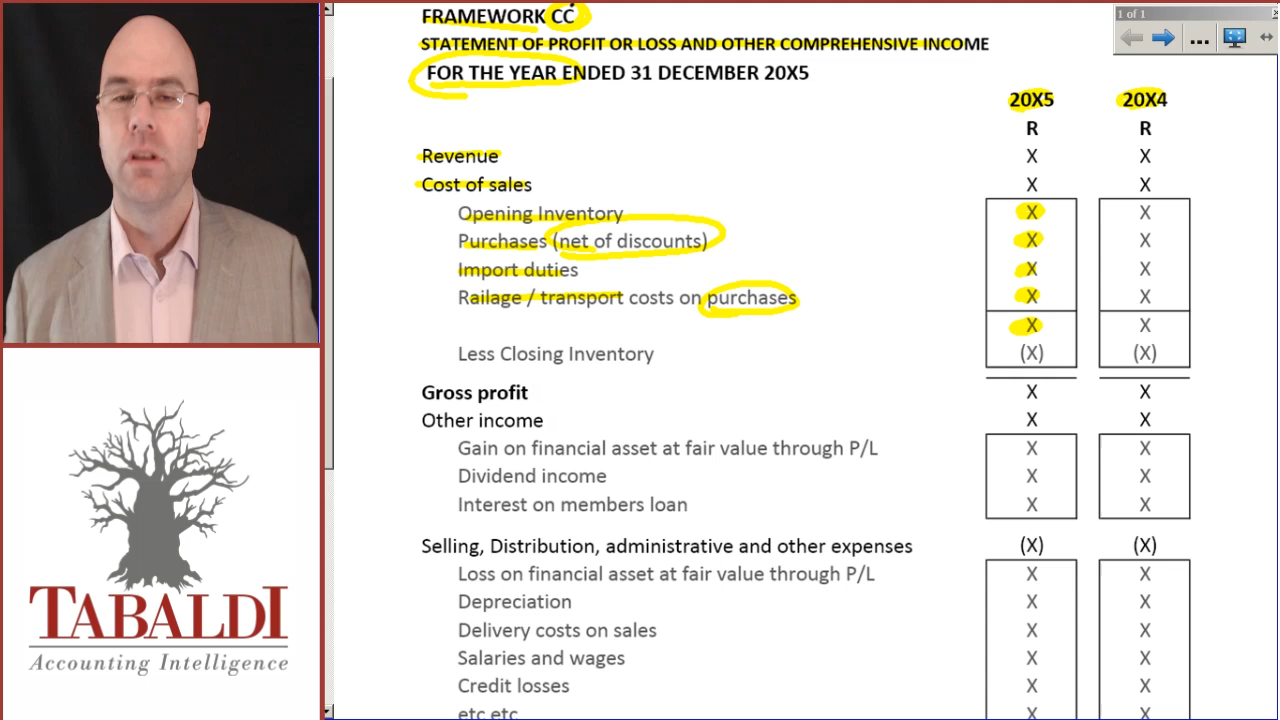 FRAMEWORK CC
STATEMENT OF PROFIT OR LOSS AND OTHER COMPREHENSIVE INCOME
FOR THE YEAR ENDED 31 DECEMBER 20X5
1 of 1
20X5 20X4
R R
Revenue X X
Cost of sales X X
Opening Inventory X X
Purchases (net of discounts) X X
Import duties X X
Railage / transport costs on purchases X X
X X
Less Closing Inventory (X) (X)
Gross profit X X
Other income X X
Gain on financial asset at fair value through P/L X X
Dividend income X X
Interest on members loan X X
Selling, Distribution, administrative and other expenses (X) (X)
Loss on financial asset at fair value through P/L X X
Depreciation X X
Delivery costs on sales X X
Salaries and wages X X
Credit losses X X
etc etc X X
TABALDI
Accounting Intelligence